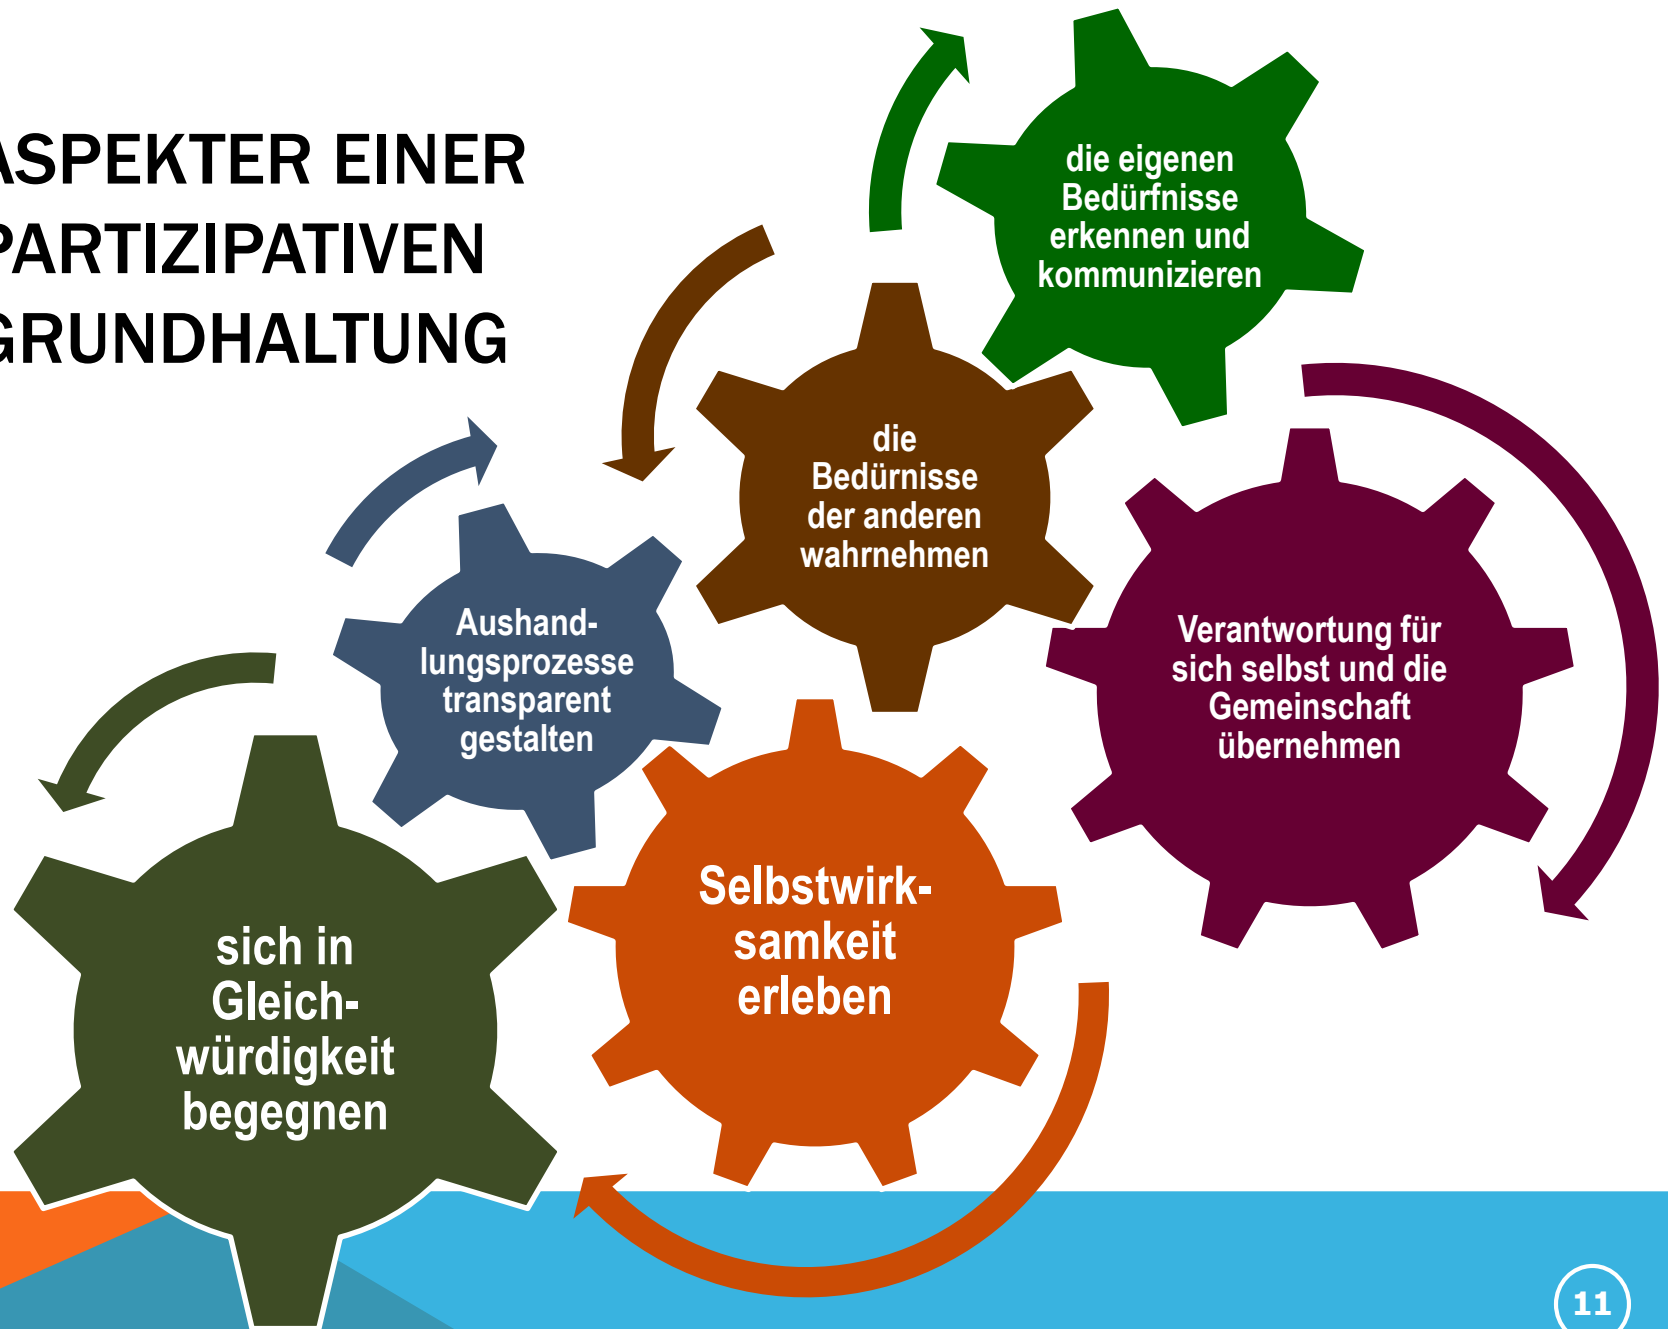 ASPEKTER EINER
PARTIZIPATIVEN
GRUNDHALTUNG
die eigenen
Bedürfnisse
erkennen und
kommunizieren
die
Bedürnisse
der anderen
wahrnehmen
Verantwortung für
sich selbst und die
Gemeinschaft
übernehmen
Aushand-
lungsprozesse
transparent
gestalten
Selbstwirk-
samkeit
erleben
sich in
Gleich-
würdigkeit
begegnen
11